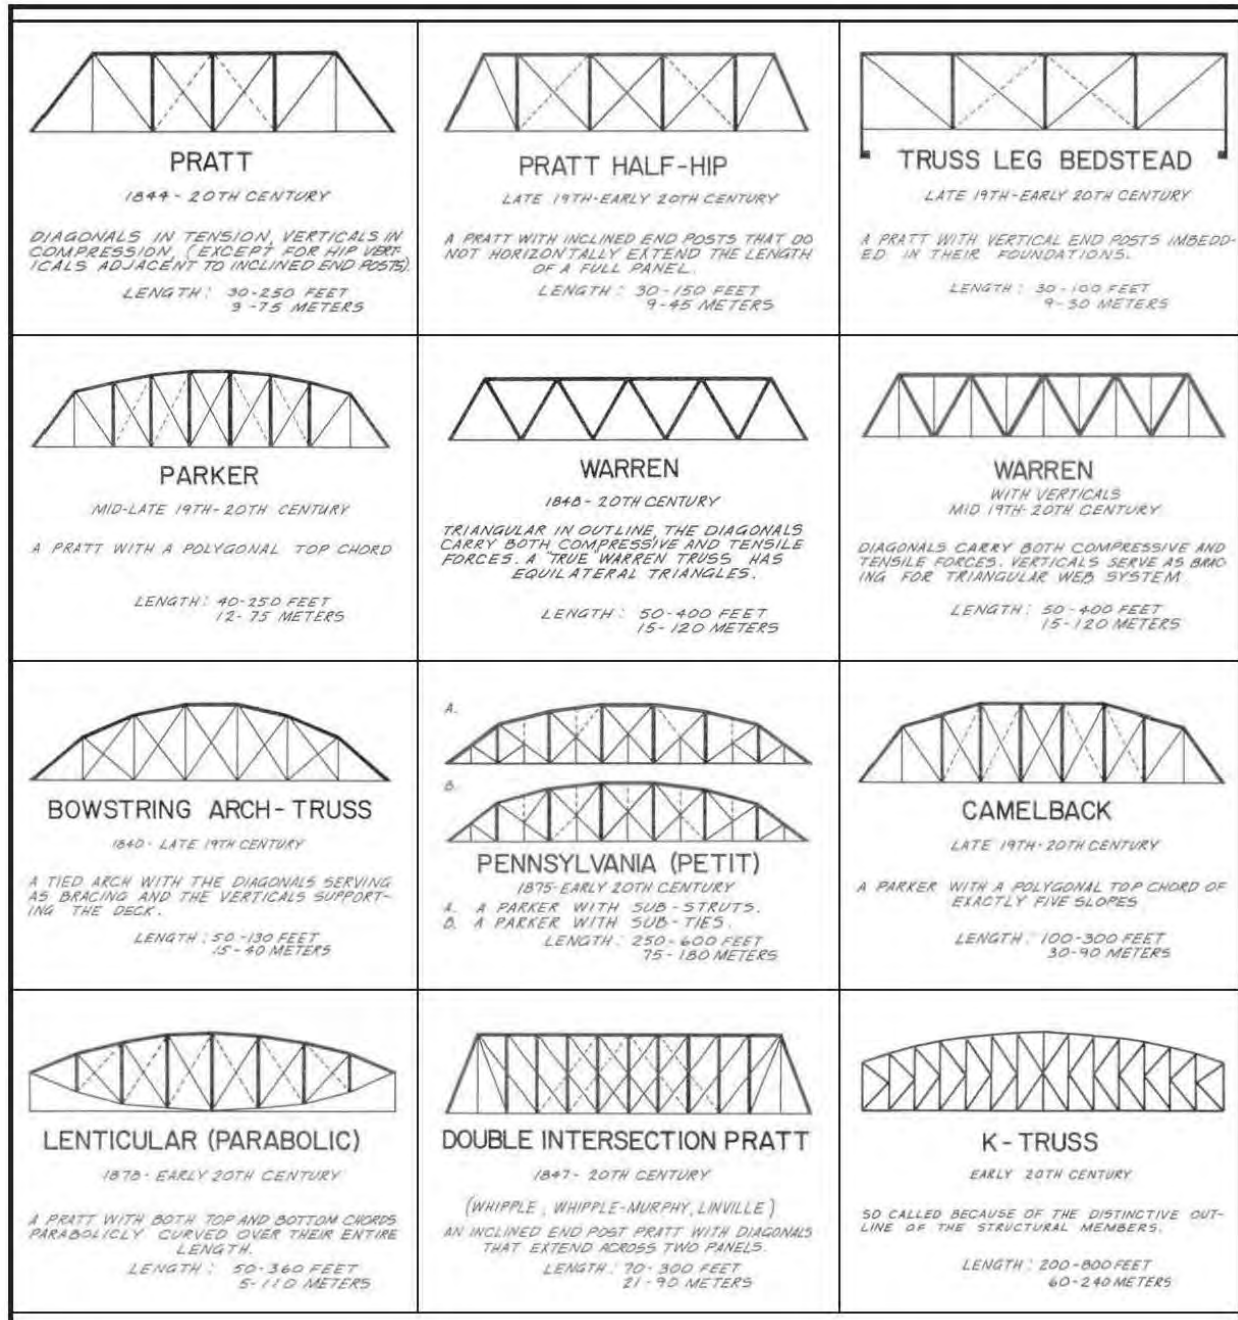 PRATT
1844 - 20TH CENTURY
DIAGONALS IN TENSION, VERTICALS IN
COMPRESSION, (EXCEPT FOR HIP VERT-
ICALS ADJACENT TO INCLINED END POSTS).
LENGTH: 30-250 FEET
9-75 METERS
PRATT HALF-HIP
LATE 19TH-EARLY 20TH CENTURY
A PRATT WITH INCLINED END POSTS THAT DO
NOT HORIZONTALLY EXTEND THE LENGTH
OF A FULL PANEL.
LENGTH: 30-150 FEET
9-45 METERS
TRUSS LEG BEDSTEAD
LATE 19TH-EARLY 20TH CENTURY
A PRATT WITH VERTICAL END POSTS IMBEDD-
ED IN THEIR FOUNDATIONS.
LENGTH: 30-100 FEET
9-30 METERS
PARKER
MID-LATE 19TH-20TH CENTURY
A PRATT WITH A POLYGONAL TOP CHORD
LENGTH: 40-250 FEET
12-75 METERS
WARREN
1848-20TH CENTURY
TRIANGULAR IN OUTLINE, THE DIAGONALS
CARRY BOTH COMPRESSIVE AND TENSILE
FORCES. A "TRUE WARREN TRUSS HAS
EQUILATERAL TRIANGLES.
LENGTH: 50-400 FEET
15-120 METERS
WARREN
WITH VERTICALS
MID 19TH-20TH CENTURY
DIAGONALS CARRY BOTH COMPRESSIVE AND
TENSILE FORCES. VERTICALS SERVE AS BRAC-
ING FOR TRIANGULAR WEB SYSTEM
LENGTH: 50-400 FEET
15-120 METERS
BOWSTRING ARCH-TRUSS
1840-LATE 19TH CENTURY
A TIED ARCH WITH THE DIAGONALS SERVING
AS BRACING AND THE VERTICALS SUPPORT-
ING THE DECK.
LENGTH: 50-130 FEET
15-40 METERS
A.
B.
PENNSYLVANIA (PETIT)
1875-EARLY 20TH CENTURY
A. A PARKER WITH SUB-STRUTS.
B. A PARKER WITH SUB-TIES.
LENGTH: 250-600 FEET
75-180 METERS
CAMELBACK
LATE 19TH-20TH CENTURY
A PARKER WITH A POLYGONAL TOP CHORD OF
EXACTLY FIVE SLOPES
LENGTH: 100-300 FEET
30-90 METERS
LENTICULAR (PARABOLIC)
1878-EARLY 20TH CENTURY
A PRATT WITH BOTH TOP AND BOTTOM CHORDS
PARABOLICLY CURVED OVER THEIR ENTIRE
LENGTH.
LENGTH: 50-360 FEET
5-110 METERS
DOUBLE INTERSECTION PRATT
1847-20TH CENTURY
(WHIPPLE, WHIPPLE-MURPHY, LINVILLE)
AN INCLINED END POST PRATT WITH DIAGONALS
THAT EXTEND ACROSS TWO PANELS.
LENGTH: 70-300 FEET
21-90 METERS
K-TRUSS
EARLY 20TH CENTURY
SO CALLED BECAUSE OF THE DISTINCTIVE OUT-
LINE OF THE STRUCTURAL MEMBERS.
LENGTH: 200-800 FEET
60-240 METERS